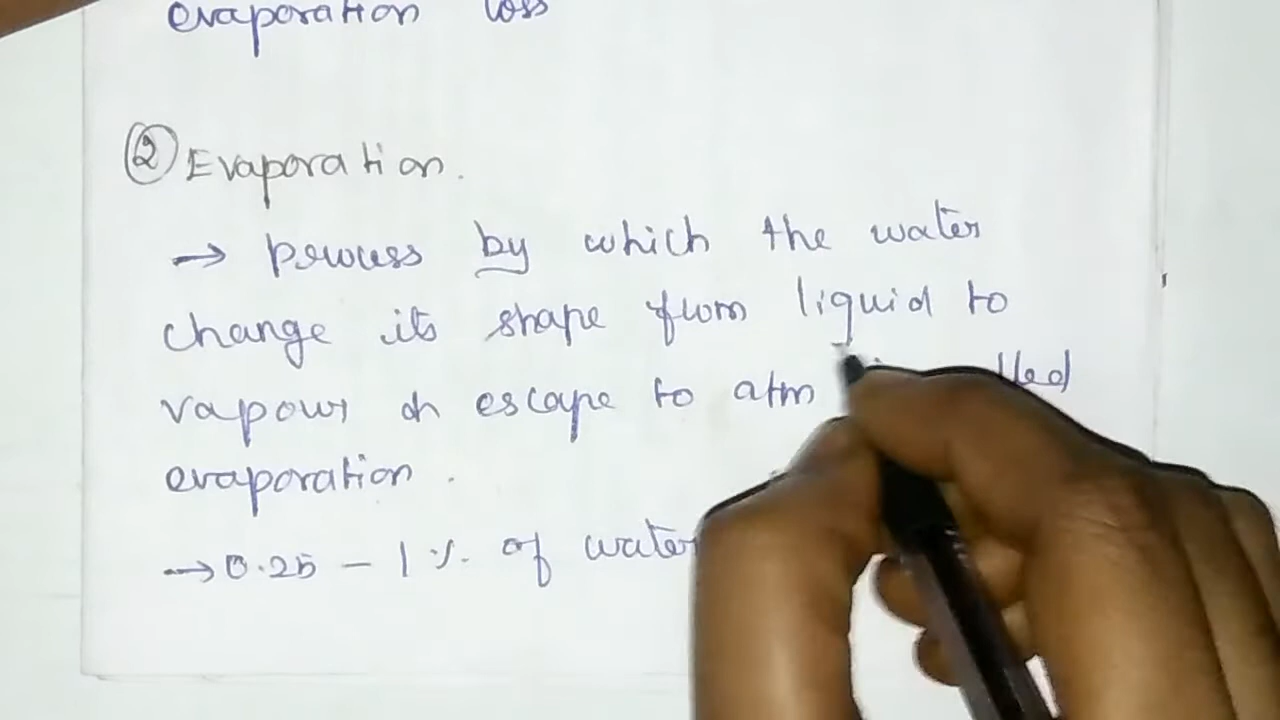 evaporation loss
② Evaporation.
→ process by which the water
change its shape from liquid to
vapour or escape to atm
evaporation.
→ 0.25 - 1 % of water